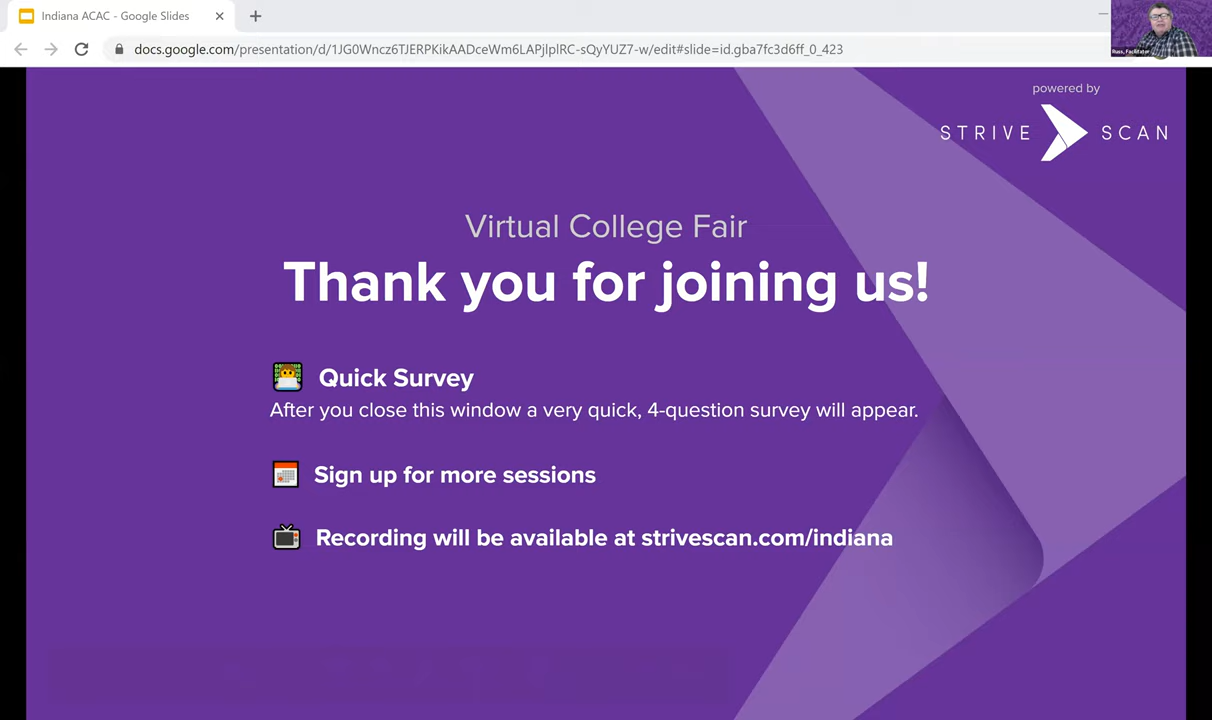 Indiana ACAC - Google Slides
docs.google.com/presentation/d/1JG0Wncz6TJERPKikAADceWm6LAPjlplRC-sQyYUZ7-w/edit#slide=id.gba7fc3d6ff_0_423
Russ, Facilitator
powered by
STRIVE SCAN
Virtual College Fair
Thank you for joining us!
Quick Survey
After you close this window a very quick, 4-question survey will appear.
Sign up for more sessions
Recording will be available at strivescan.com/indiana